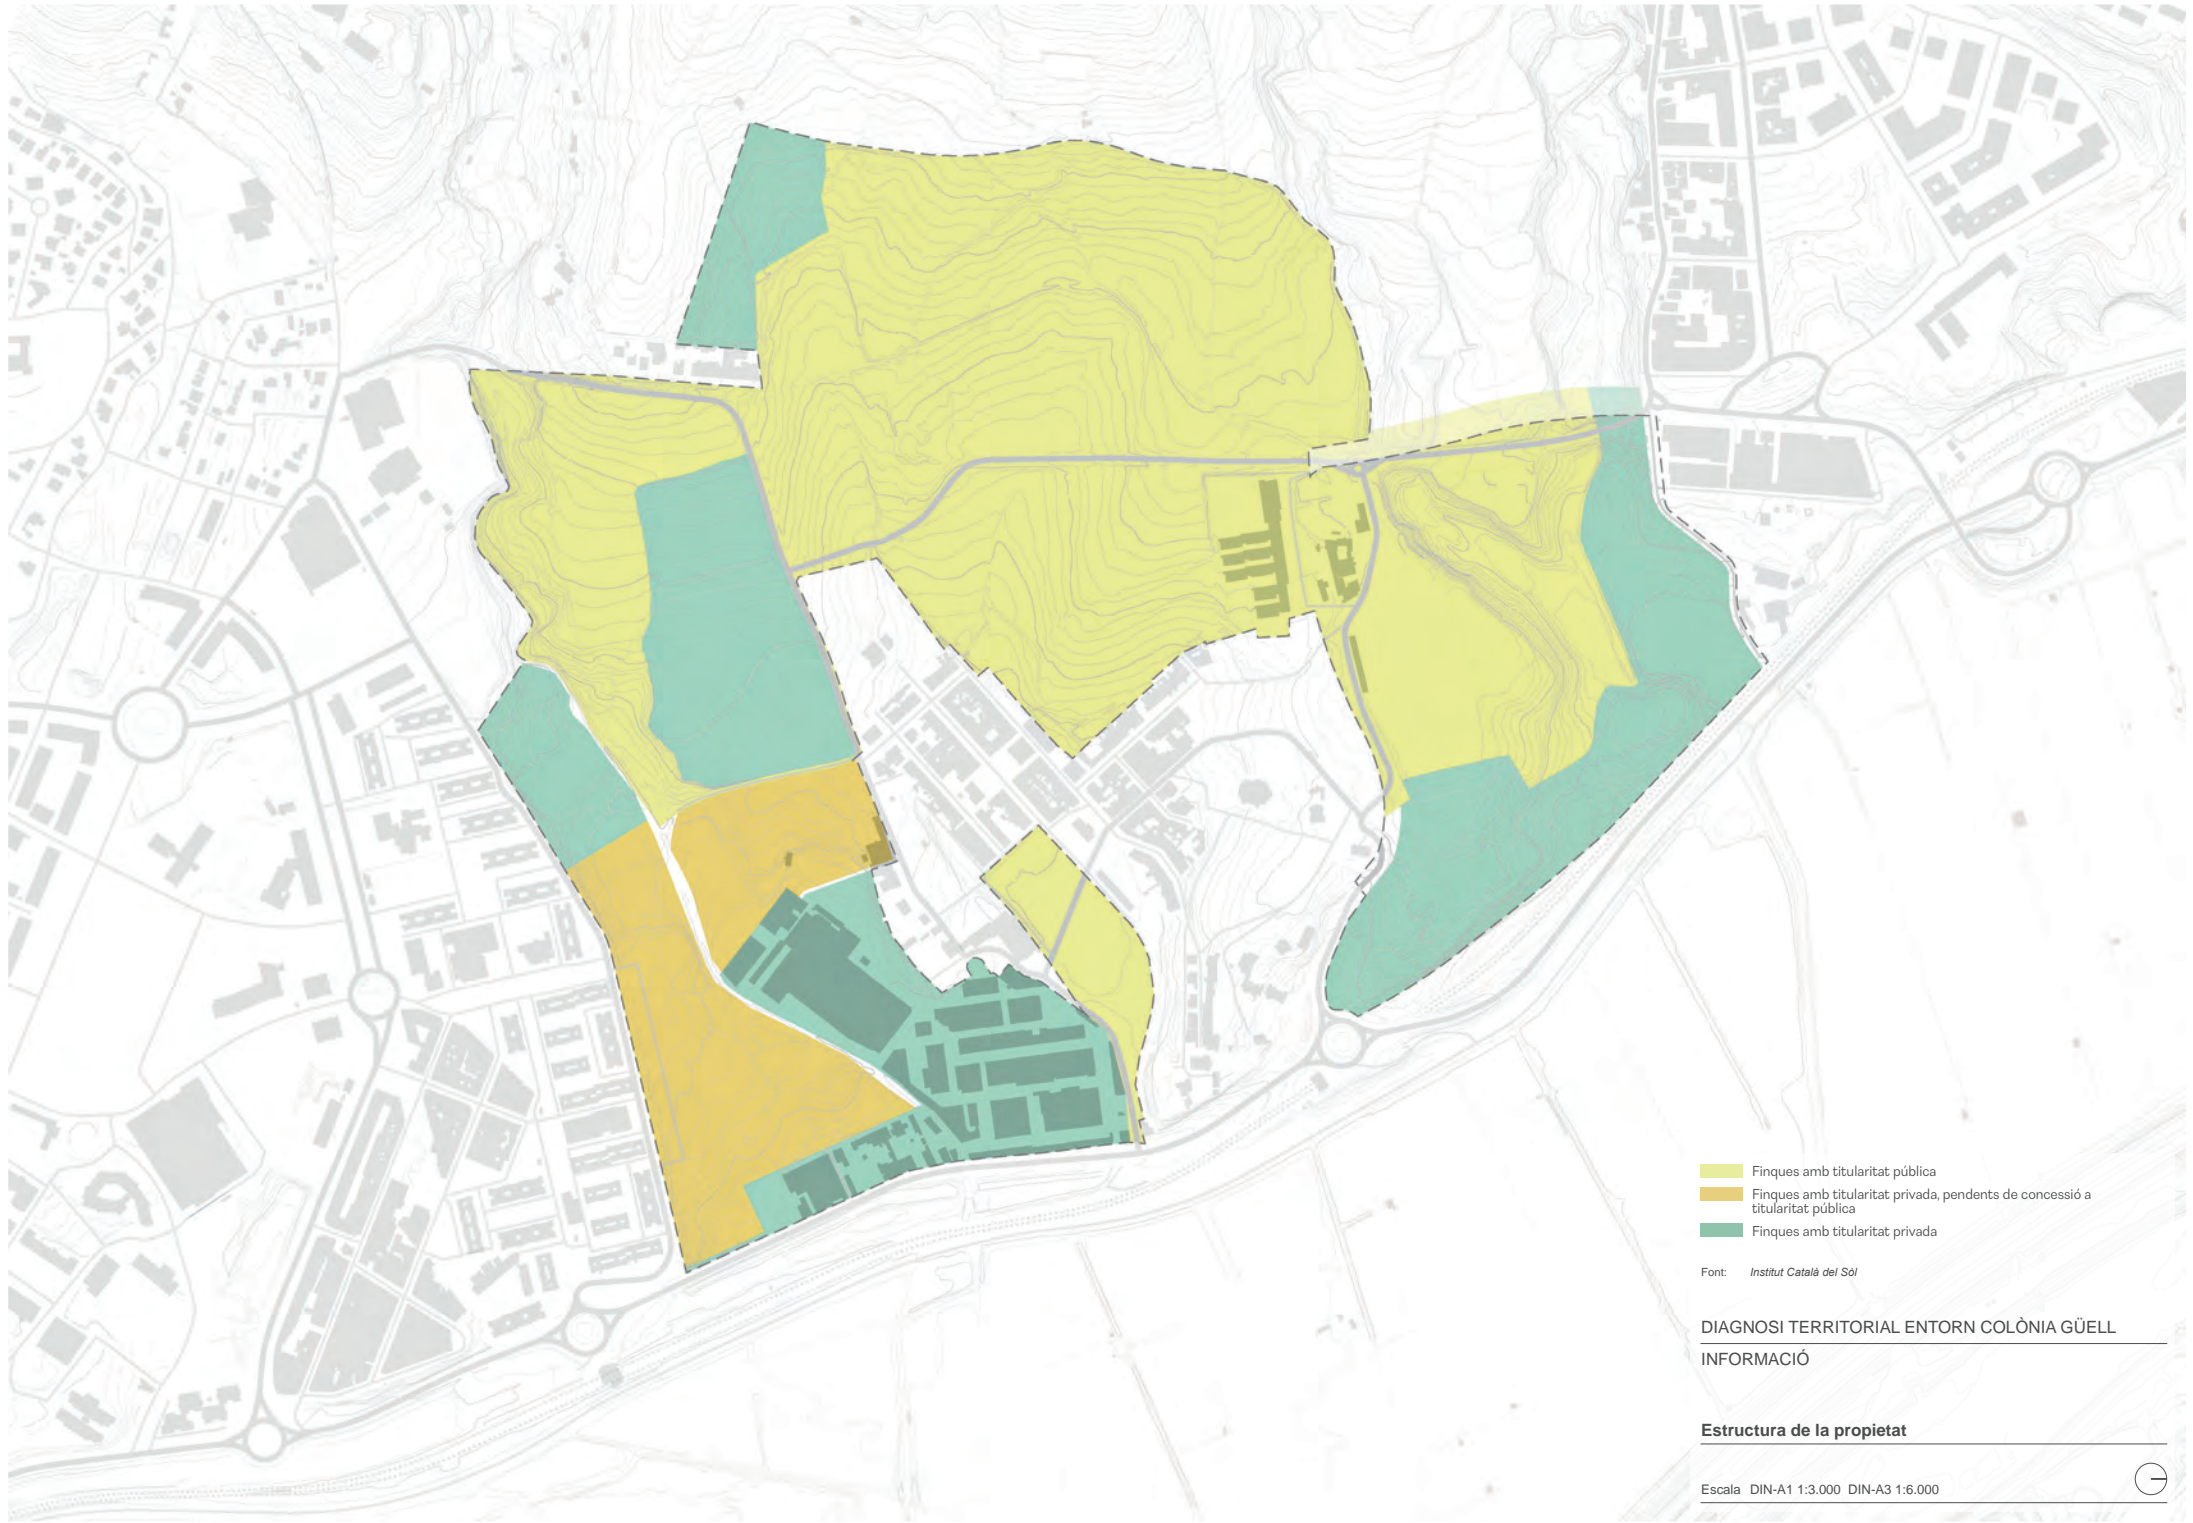 Finques amb titularitat pública
Finques amb titularitat privada, pendents de concessió a
titularitat pública
Finques amb titularitat privada
Font: Institut Català del Sòl
DIAGNOSI TERRITORIAL ENTORN COLÒNIA GÜELL
INFORMACIÓ
Estructura de la propietat
Escala DIN-A1 1:3.000 DIN-A3 1:6.000